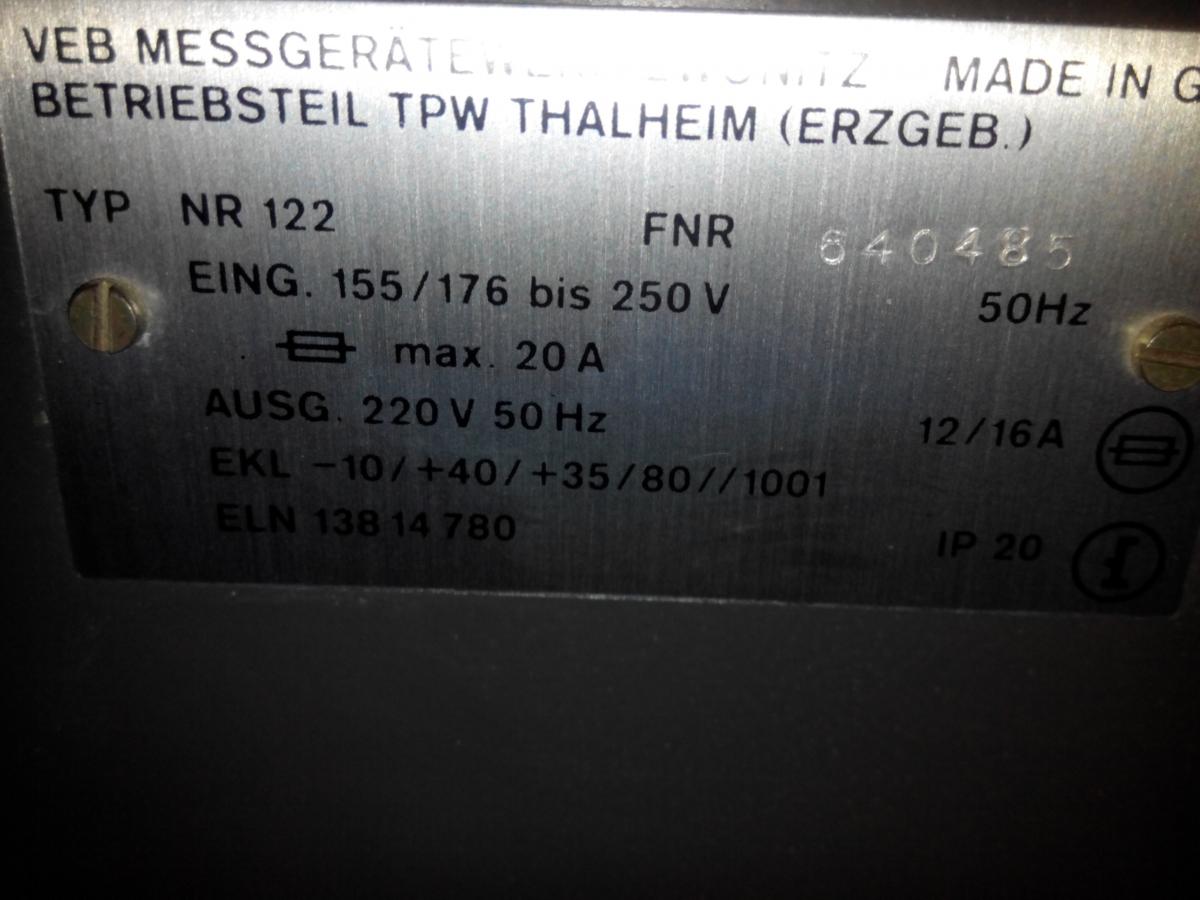 VEB MESSGERÄTEWERK ZWÖNITZ MADE IN G
BETRIEBSTEIL TPW THALHEIM (ERZGEB.)
TYP NR 122 FNR 640485
EING. 155/176 bis 250 V 50Hz
max. 20 A
AUSG. 220 V 50 Hz 12/16A
EKL -10/+40/+35/80//1001
ELN 138 14 780 IP 20